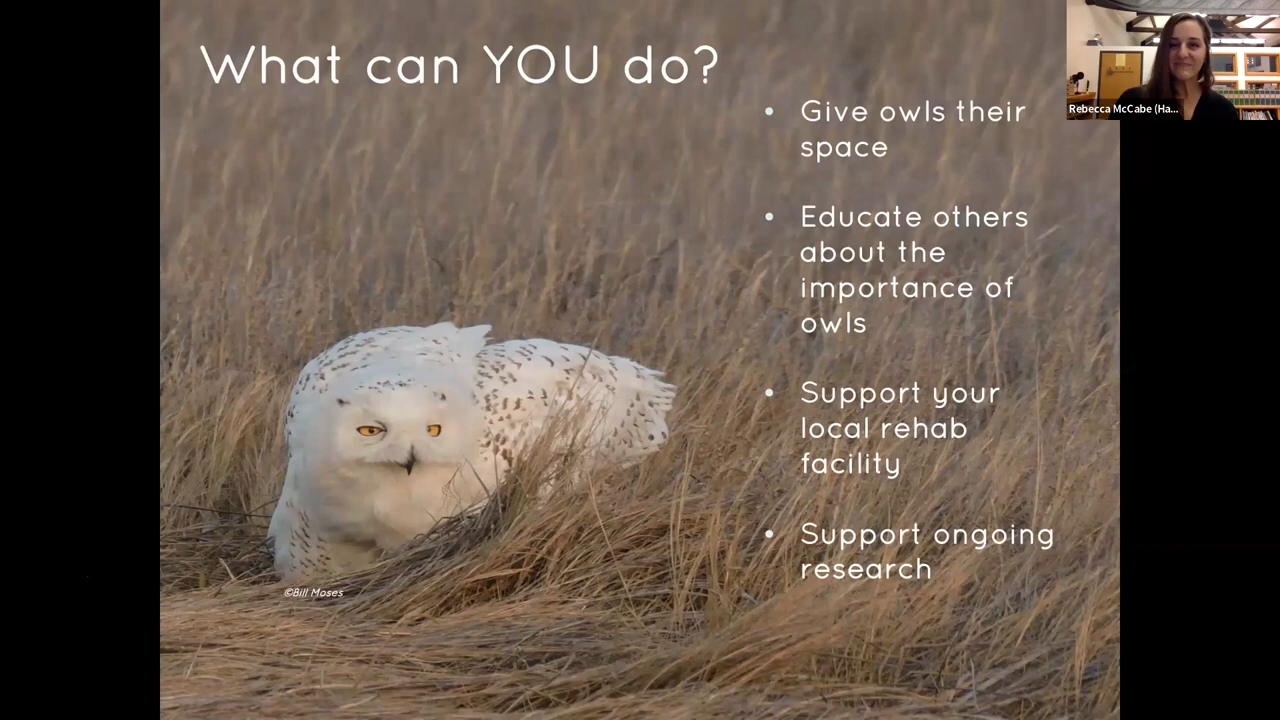 What can YOU do?
• Give owls their
space
• Educate others
about the
importance of
owls
• Support your
local rehab
facility
• Support ongoing
research
©Bill Moses
Rebecca McCabe (Ha...